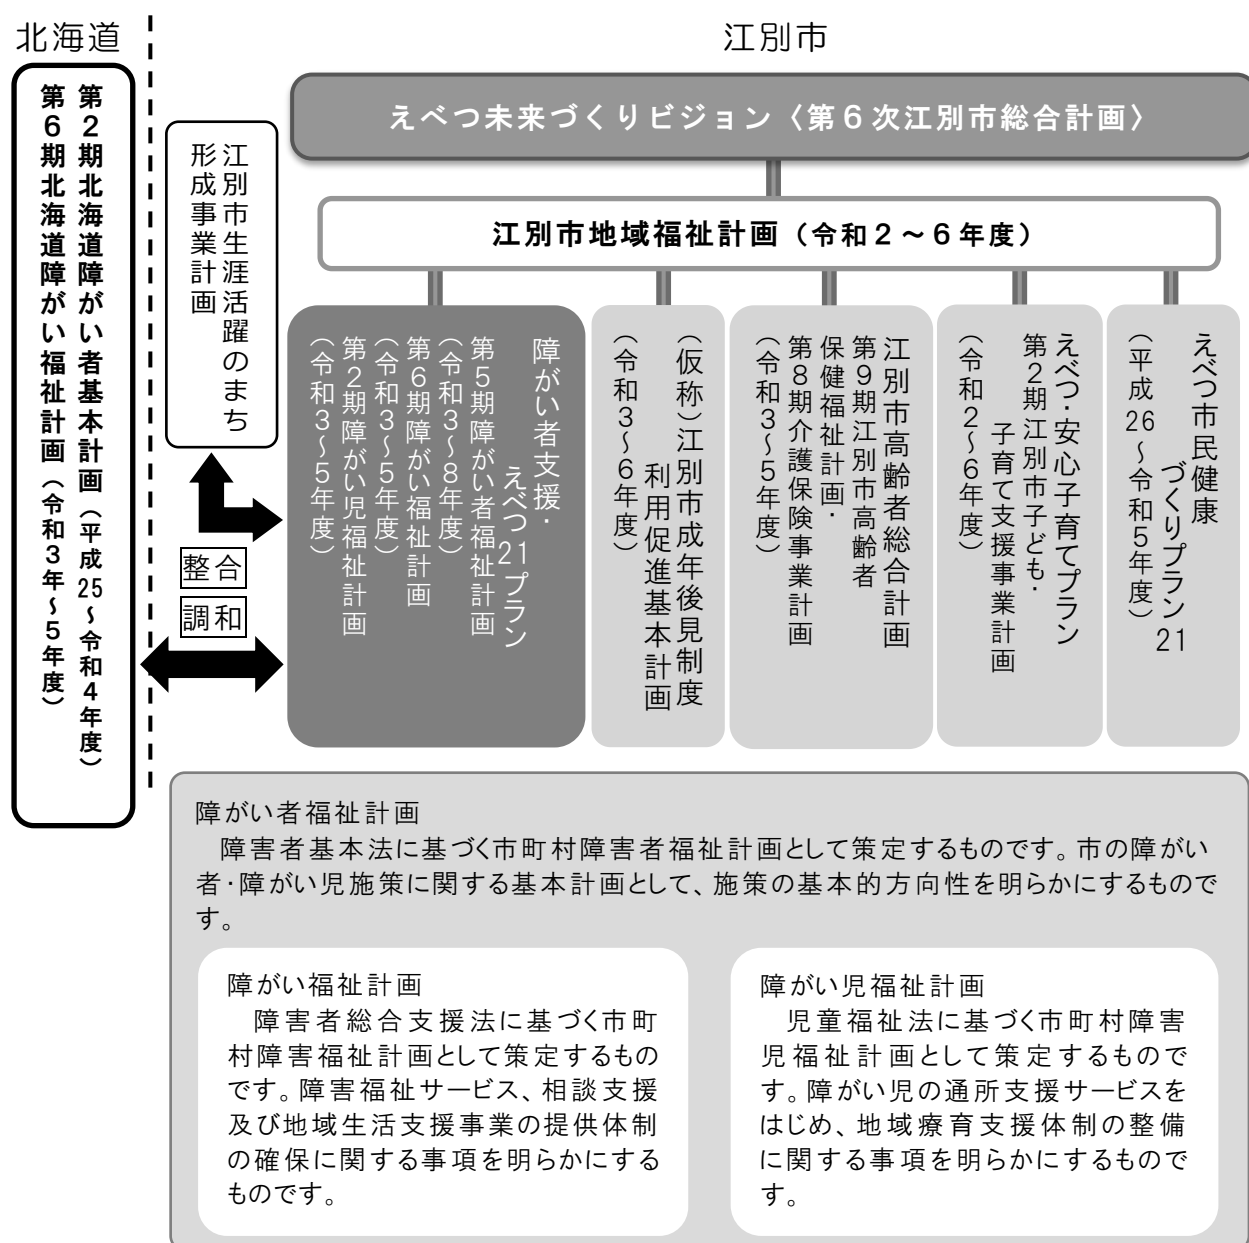 北海道
第２期北海道障がい者基本計画（平成25～令和４年度）
第６期北海道障がい福祉計画（令和３年～５年度）
江別市
えべつ未来づくりビジョン〈第６次江別市総合計画〉
江別市地域福祉計画（令和２～６年度）
江別市生涯活躍のまち
形成事業計画
整合
調和
障がい者支援・
えべつ21プラン
第５期障がい者福祉計画
（令和３～８年度）
第６期障がい福祉計画
（令和３～５年度）
第２期障がい児福祉計画
（令和３～５年度）
（仮称）江別市成年後見制度
利用促進基本計画
（令和３～６年度）
江別市高齢者総合計画
第９期江別市高齢者
保健福祉計画・
第８期介護保険事業計画
（令和３～５年度）
えべつ・安心子育てプラン
第２期江別市子ども・
子育て支援事業計画
（令和２～６年度）
えべつ市民健康
づくりプラン21
（平成26～令和５年度）
障がい者福祉計画
障害者基本法に基づく市町村障害者福祉計画として策定するものです。市の障がい
者・障がい児施策に関する基本計画として、施策の基本的方向性を明らかにするもので
す。
障がい福祉計画
障害者総合支援法に基づく市町
村障害福祉計画として策定するもの
です。障害福祉サービス、相談支援
及び地域生活支援事業の提供体制
の確保に関する事項を明らかにする
ものです。
障がい児福祉計画
児童福祉法に基づく市町村障害
児福祉計画として策定するもので
す。障がい児の通所支援サービスを
はじめ、地域療育支援体制の整備
に関する事項を明らかにするもので
す。